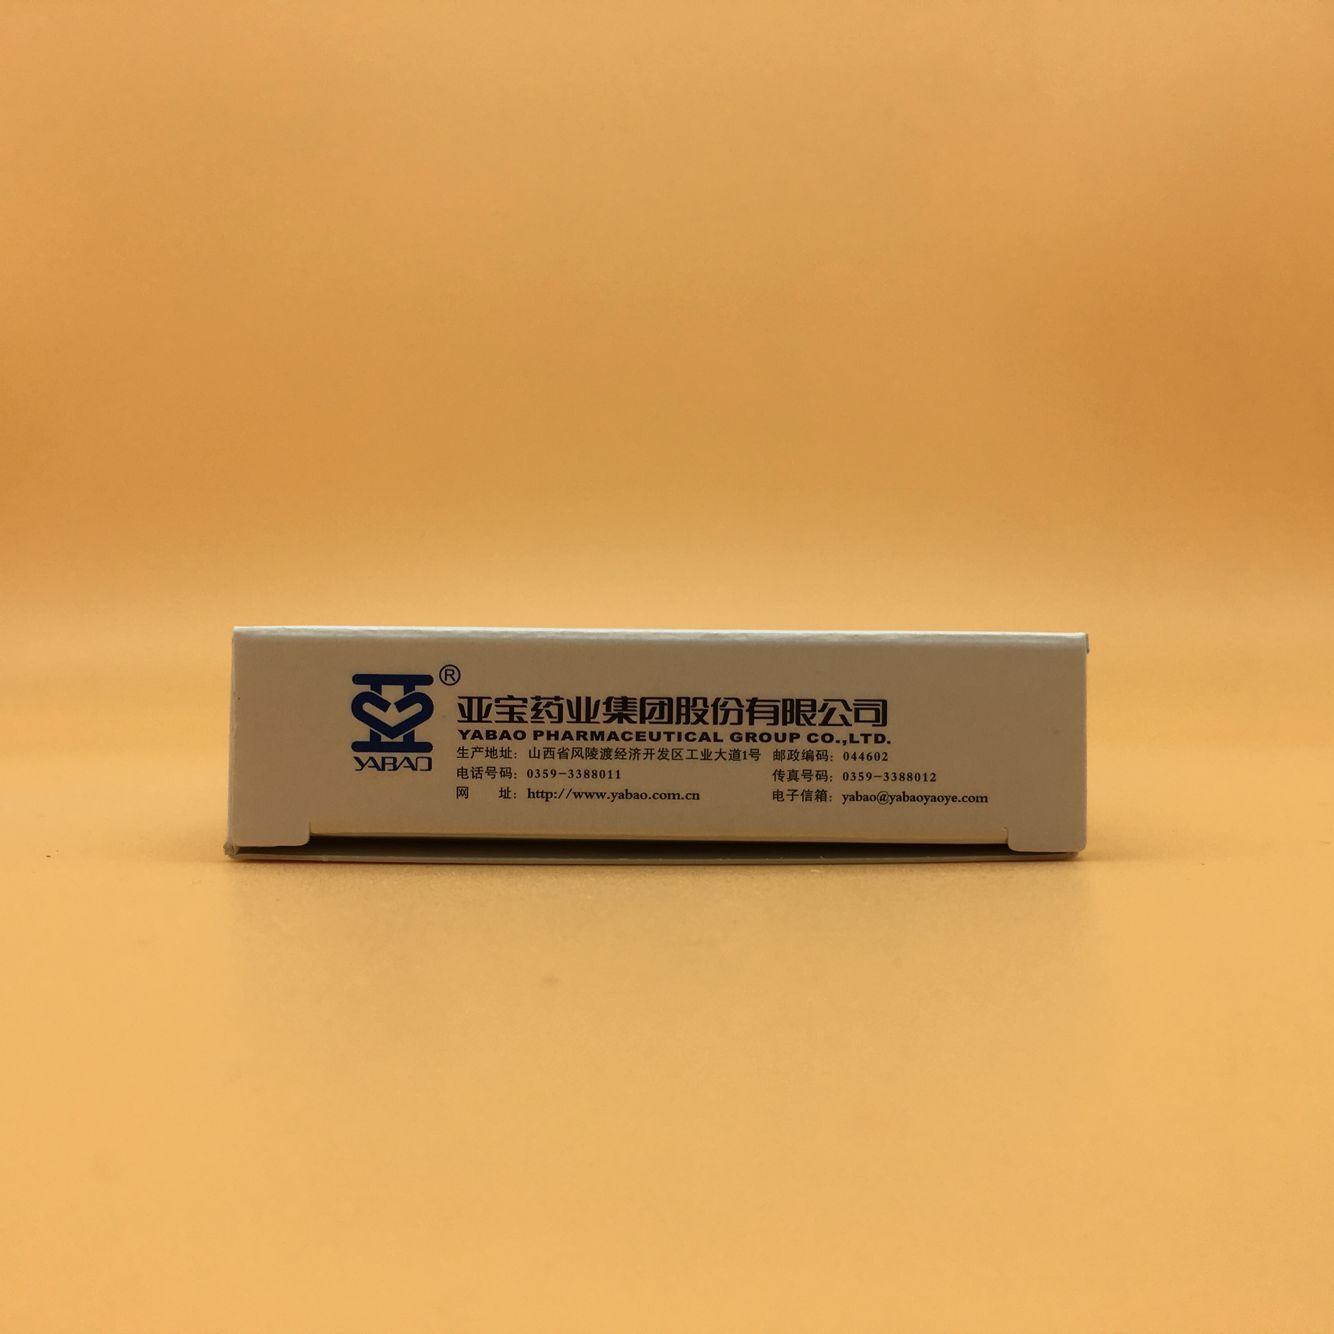 ®
YABAO
亚宝药业集团股份有限公司
YABAO PHARMACEUTICAL GROUP CO.,LTD.
生产地址：山西省风陵渡经济开发区工业大道1号 邮政编码：044602
电话号码：0359-3388011 传真号码：0359-3388012
网 址：http://www.yabao.com.cn 电子信箱：yabao@yabaoyaoye.com